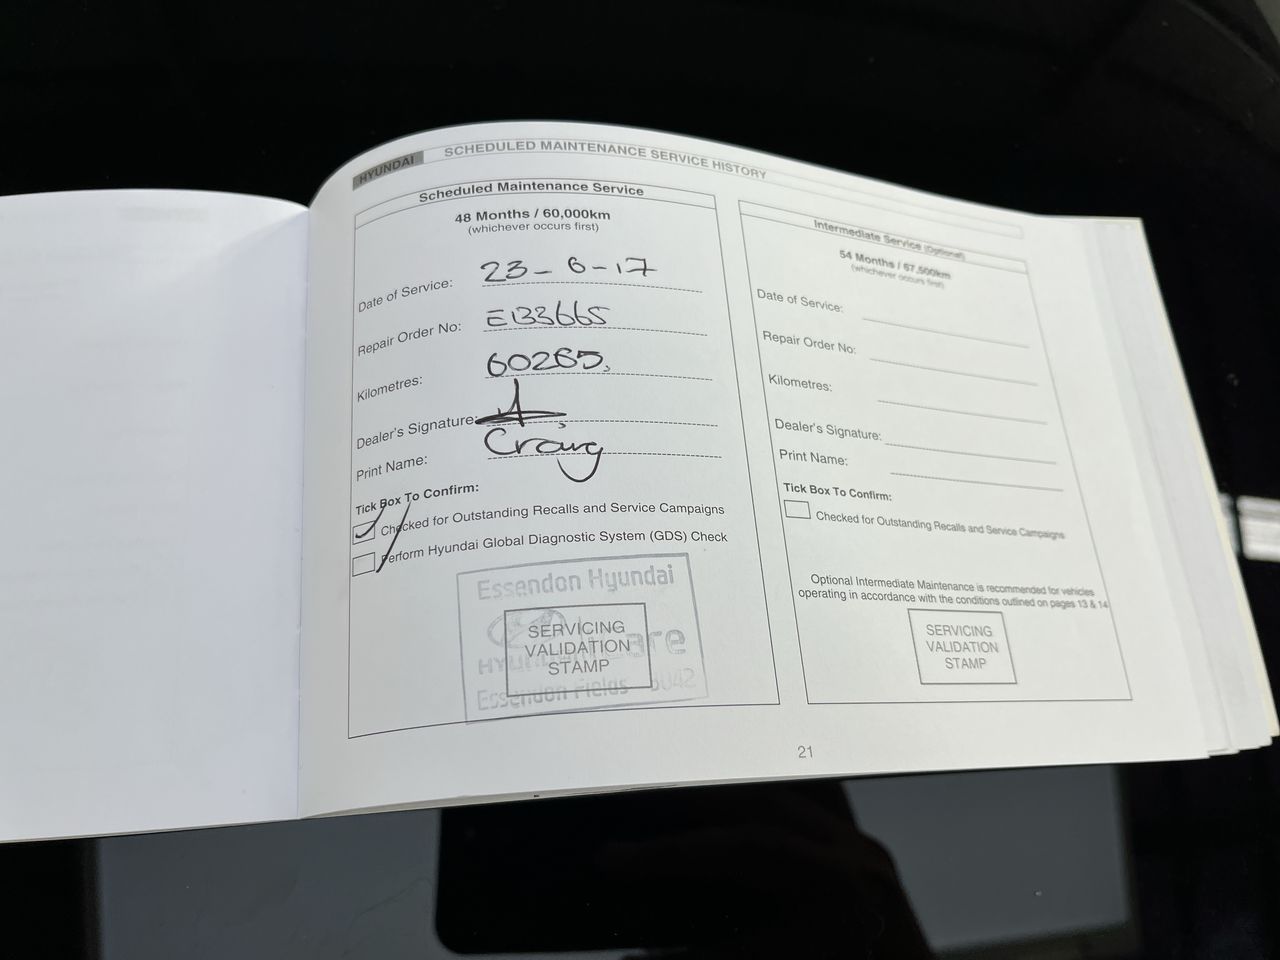 HYUNDAI
SCHEDULED MAINTENANCE SERVICE HISTORY
Scheduled Maintenance Service
48 Months / 60,000km
(whichever occurs first)
Date of Service: 23-6-17
Repair Order No: E133665
Kilometres: 60265
Dealer's Signature:
Print Name: Craig
Tick Box To Confirm:
Checked for Outstanding Recalls and Service Campaigns
Perform Hyundai Global Diagnostic System (GDS) Check
Essendon Hyundai
SERVICING
VALIDATION
STAMP
Essendon Fields 3042
Intermediate Service (Optional)
54 Months / 67,500km
(whichever occurs first)
Date of Service:
Repair Order No:
Kilometres:
Dealer's Signature:
Print Name:
Tick Box To Confirm:
Checked for Outstanding Recalls and Service Campaigns
Optional Intermediate Maintenance is recommended for vehicles
operating in accordance with the conditions outlined on pages 13 & 14
SERVICING
VALIDATION
STAMP
21